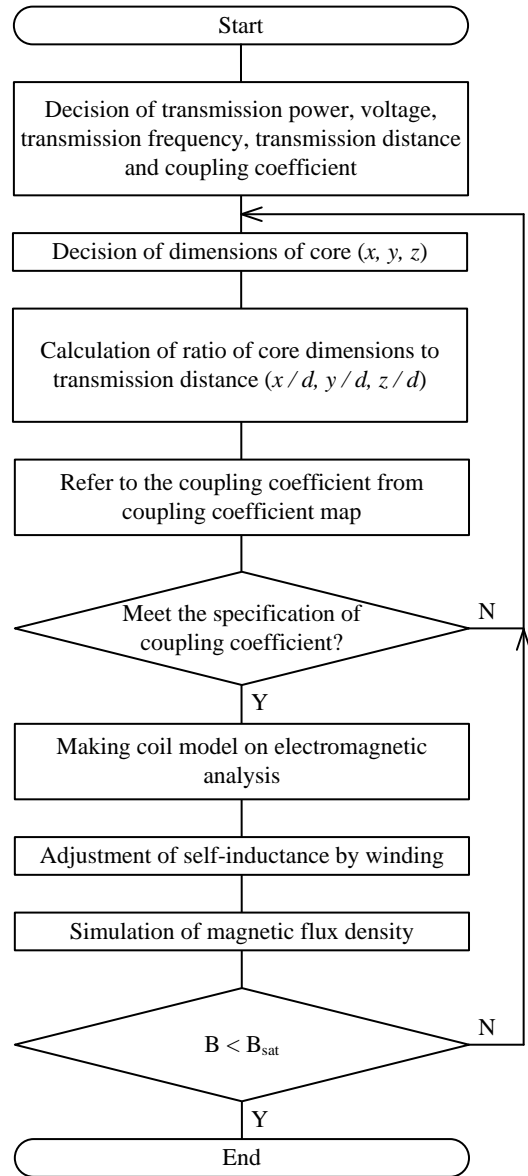 Start
Decision of transmission power, voltage,
transmission frequency, transmission distance
and coupling coefficient
Decision of dimensions of core (x, y, z)
Calculation of ratio of core dimensions to
transmission distance (x / d, y / d, z / d)
Refer to the coupling coefficient from
coupling coefficient map
Meet the specification of
coupling coefficient?
N
Y
Making coil model on electromagnetic
analysis
Adjustment of self-inductance by winding
Simulation of magnetic flux density
B < Bsat
N
Y
End